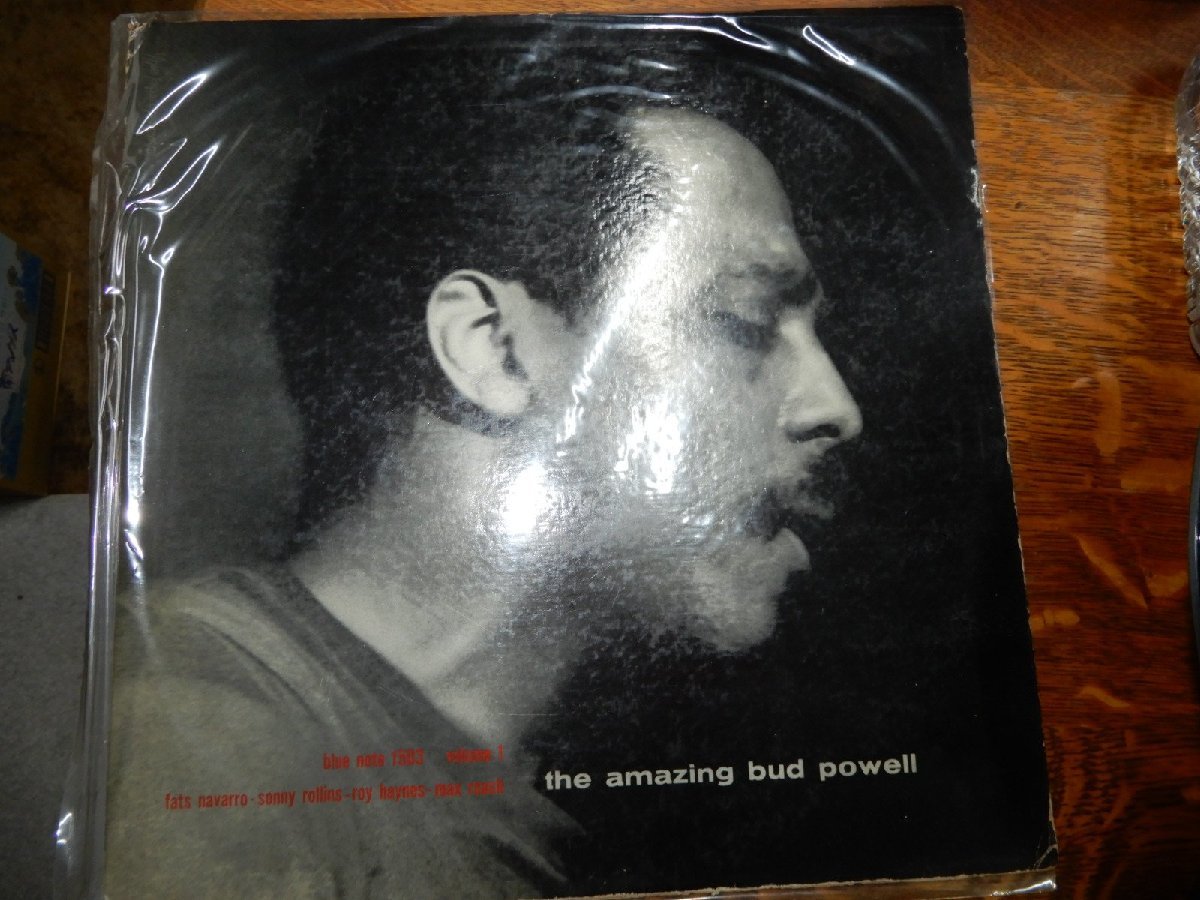 blue note 1503 volume 1
fats navarro-sonny rollins-roy haynes-max roach
the amazing bud powell